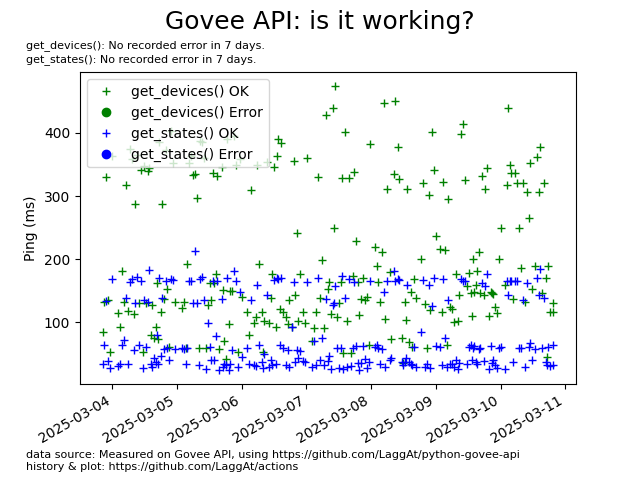 Govee API: is it working?
get_devices(): No recorded error in 7 days.
get_states(): No recorded error in 7 days.
get_devices() OK
get_devices() Error
get_states() OK
get_states() Error
Ping (ms)
400
300
200
100
2025-03-04
2025-03-05
2025-03-06
2025-03-07
2025-03-08
2025-03-09
2025-03-10
2025-03-11
data source: Measured on Govee API, using https://github.com/LaggAt/python-govee-api
history & plot: https://github.com/LaggAt/actions